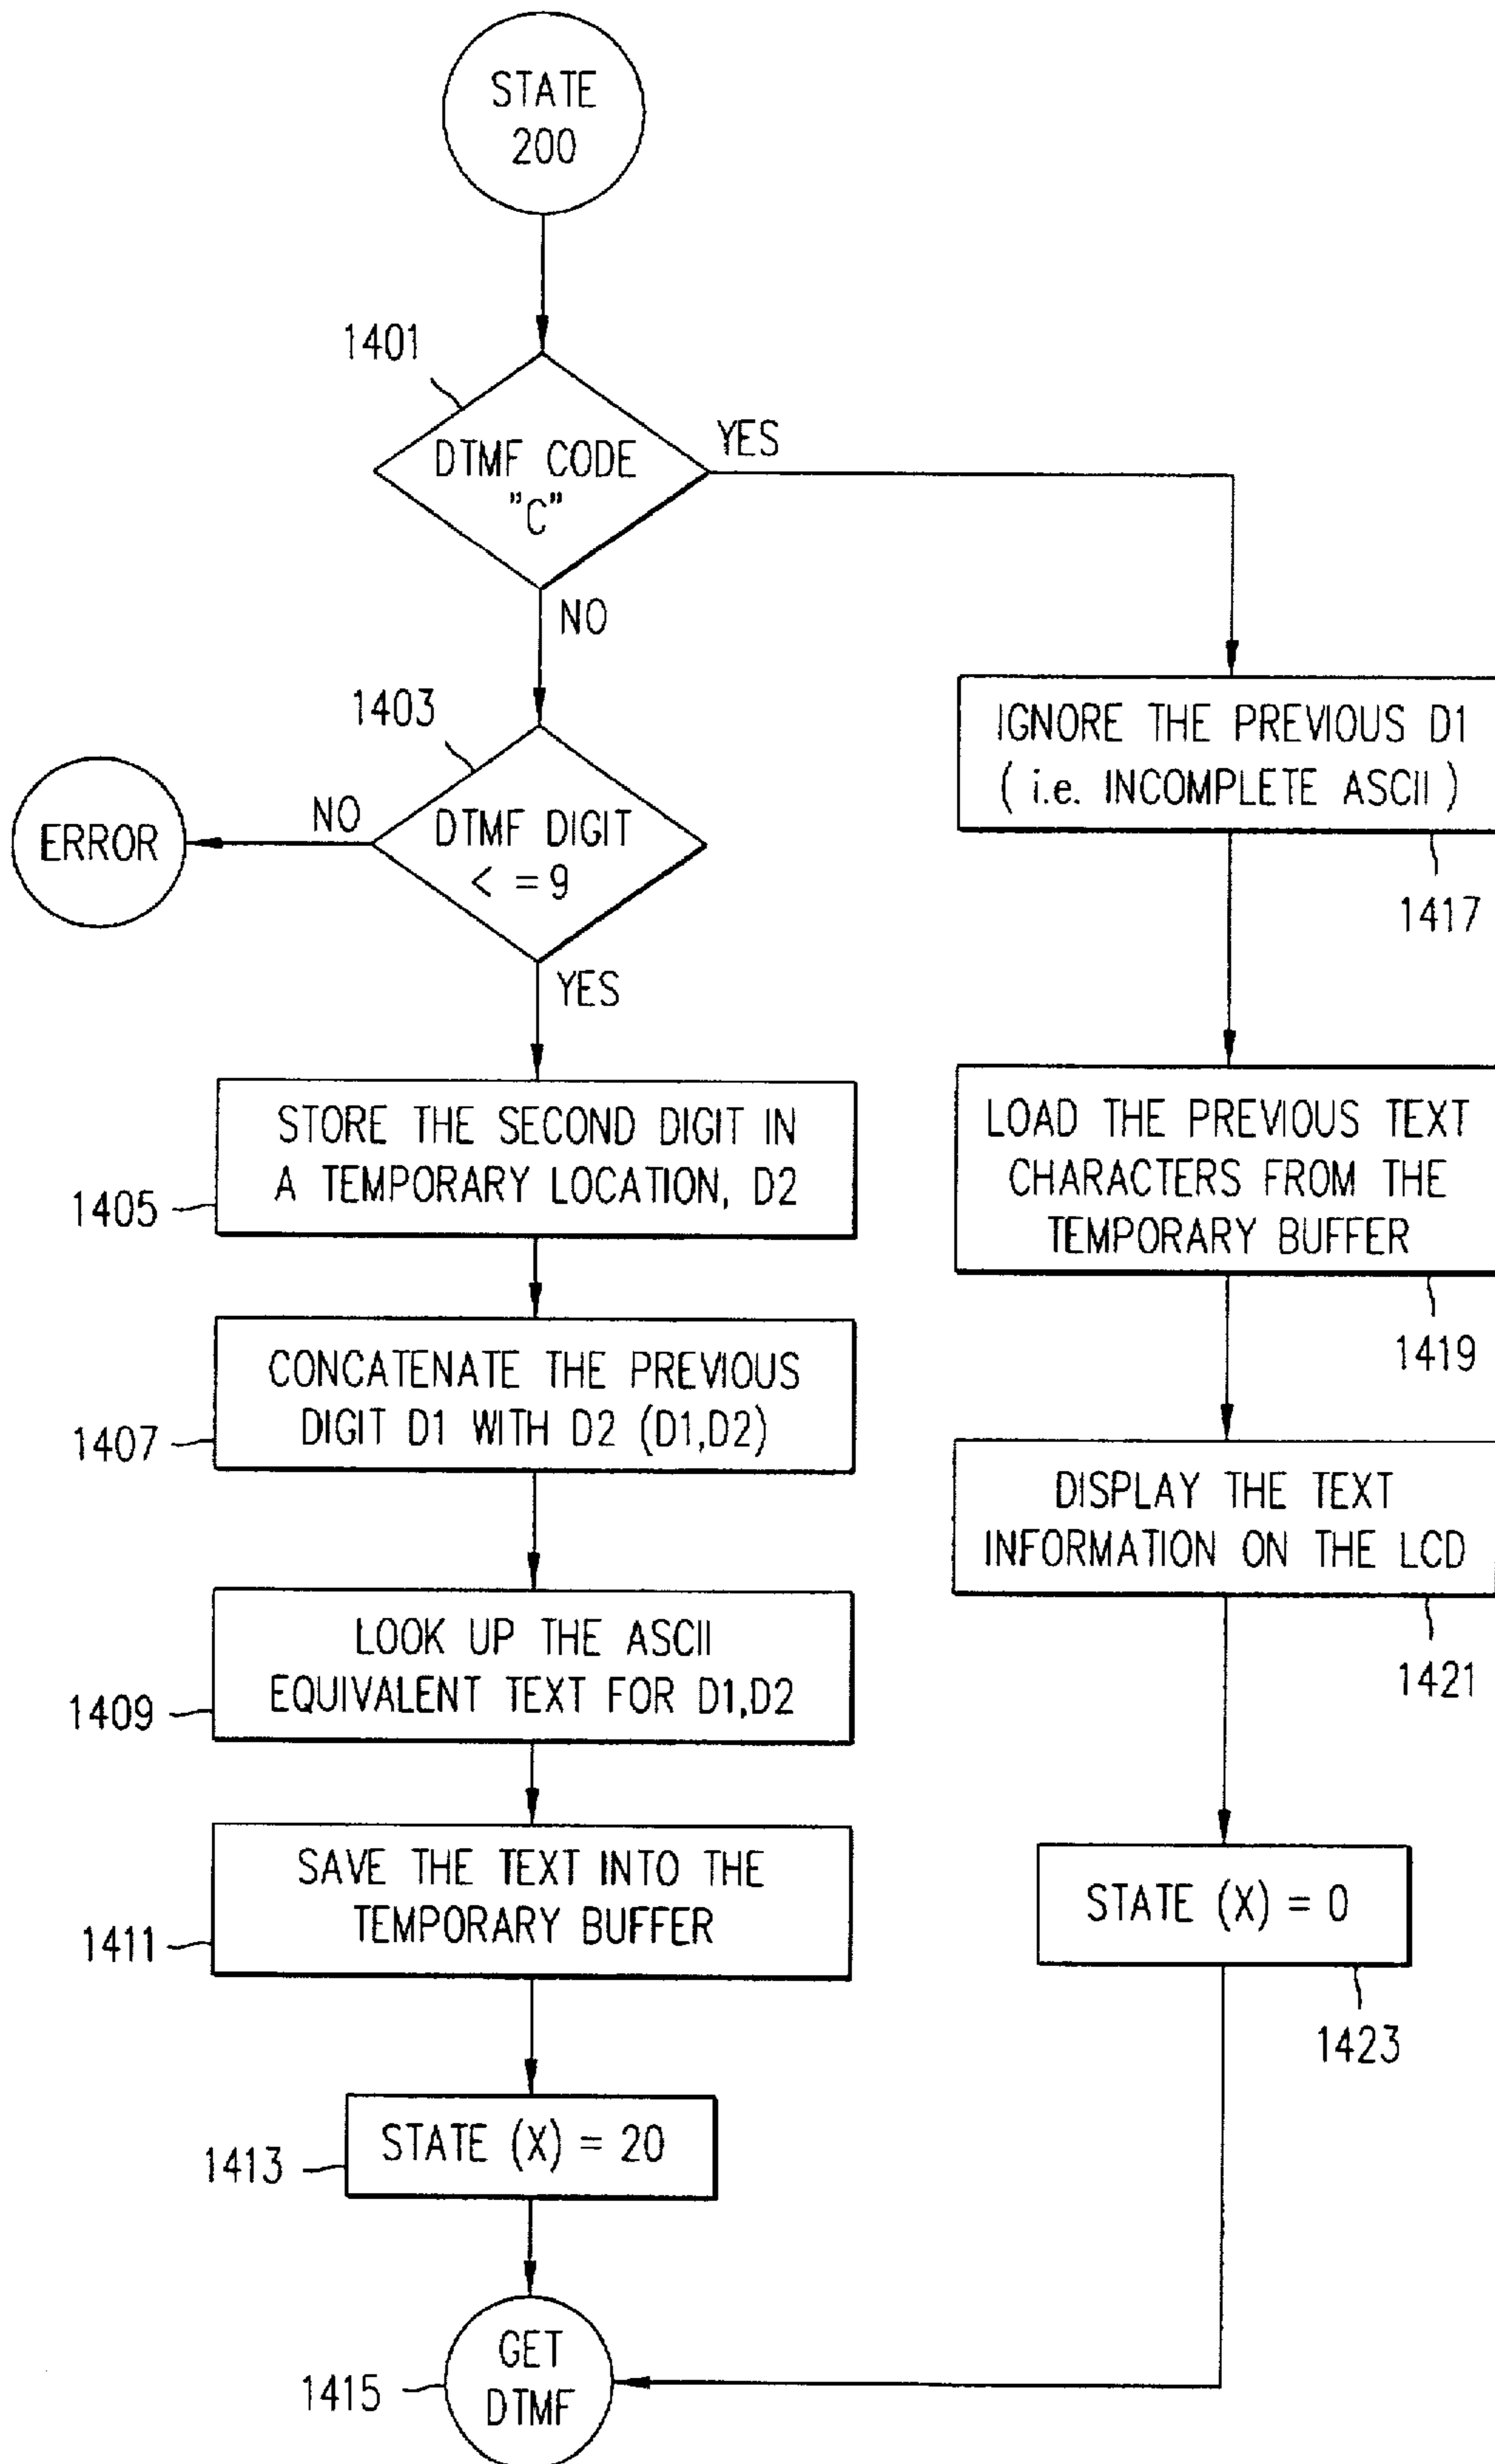 STATE
200
1401
DTMF CODE
"C"
YES
NO
1403
DTMF DIGIT
< = 9
NO
ERROR
YES
IGNORE THE PREVIOUS D1
( i.e. INCOMPLETE ASCII )
1417
STORE THE SECOND DIGIT IN
A TEMPORARY LOCATION, D2
1405
LOAD THE PREVIOUS TEXT
CHARACTERS FROM THE
TEMPORARY BUFFER
1419
CONCATENATE THE PREVIOUS
DIGIT D1 WITH D2 (D1,D2)
1407
DISPLAY THE TEXT
INFORMATION ON THE LCD
1421
LOOK UP THE ASCII
EQUIVALENT TEXT FOR D1,D2
1409
SAVE THE TEXT INTO THE
TEMPORARY BUFFER
1411
STATE (X) = 0
1423
STATE (X) = 20
1413
GET
DTMF
1415